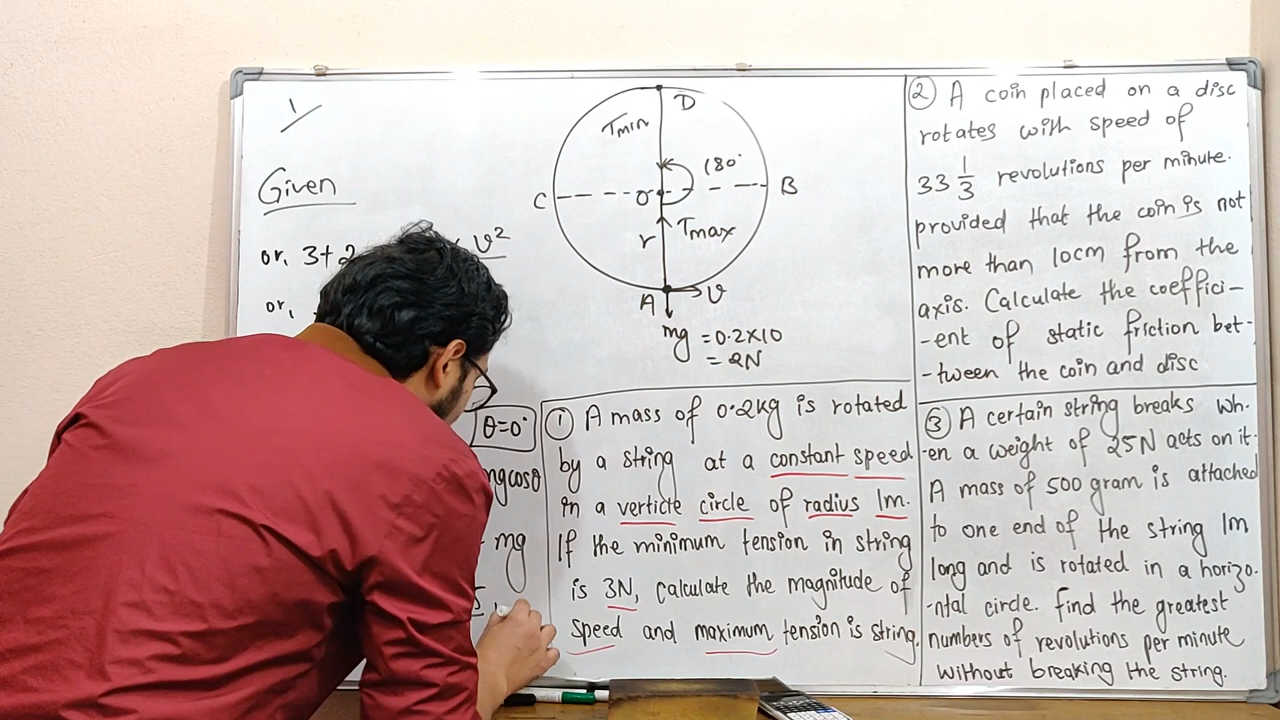 1
Given
or, 3+2 v²
or,
θ=0°
mgcosθ
mg
D
Tmin
180°
C O B
r Tmax
A v
mg = 0.2×10
= 2N
① A mass of 0.2kg is rotated
by a string at a constant speed
in a verticle circle of radius 1m.
If the minimum tension in string
is 3N, calculate the magnitude of
speed and maximum tension is string.
② A coin placed on a disc
rotates with speed of
33 1/3 revolutions per minute.
provided that the coin is not
more than 10cm from the
axis. Calculate the coeffici-
-ent of static friction bet-
-tween the coin and disc
③ A certain string breaks wh-
-en a weight of 25N acts on it.
A mass of 500 gram is attached
to one end of the string 1m
long and is rotated in a horizo-
-ntal circle. find the greatest
numbers of revolutions per minute
without breaking the string.